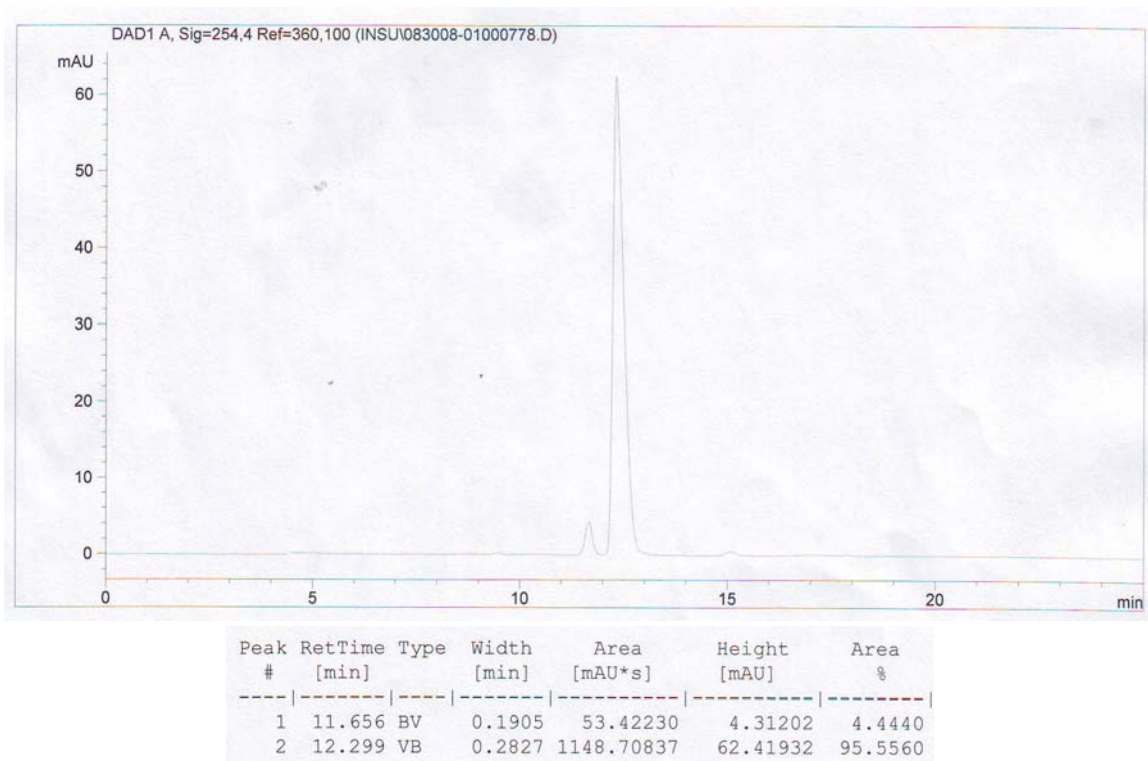 DAD1 A, Sig=254,4 Ref=360,100 (INSU\083008-01000778.D)
mAU
60
50
40
30
20
10
0
0 5 10 15 20 min
Peak RetTime Type Width Area Height Area
# [min] [min] [mAU*s] [mAU] %
----|-------|----|-------|----------|----------|--------|
1 11.656 BV 0.1905 53.42230 4.31202 4.4440
2 12.299 VB 0.2827 1148.70837 62.41932 95.5560